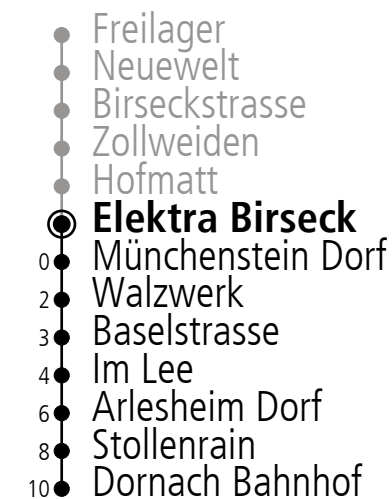 Freilager
Neuewelt
Birseckstrasse
Zollweiden
Hofmatt
Elektra Birseck
0 Münchenstein Dorf
2 Walzwerk
3 Baselstrasse
4 Im Lee
6 Arlesheim Dorf
8 Stollenrain
10 Dornach Bahnhof